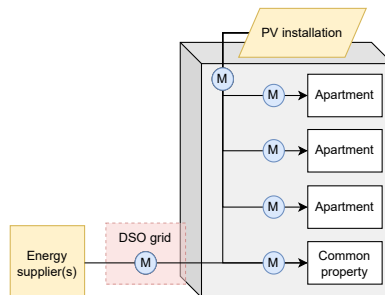 PV installation
M
M
Apartment
M
Apartment
M
Apartment
DSO grid
Energy
supplier(s)
M
M
Common
property